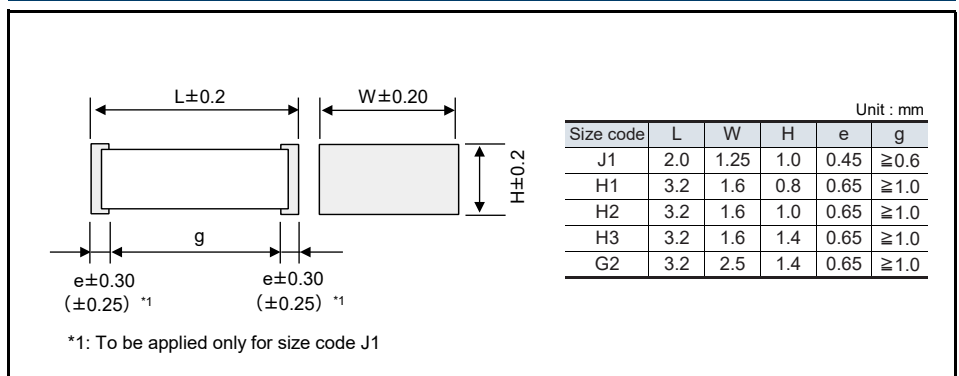 L±0.2
W±0.20
H±0.2
g
e±0.30
(±0.25) *1
e±0.30
(±0.25) *1
*1: To be applied only for size code J1
Unit : mm
Size code L W H e g
J1 2.0 1.25 1.0 0.45 ≧0.6
H1 3.2 1.6 0.8 0.65 ≧1.0
H2 3.2 1.6 1.0 0.65 ≧1.0
H3 3.2 1.6 1.4 0.65 ≧1.0
G2 3.2 2.5 1.4 0.65 ≧1.0